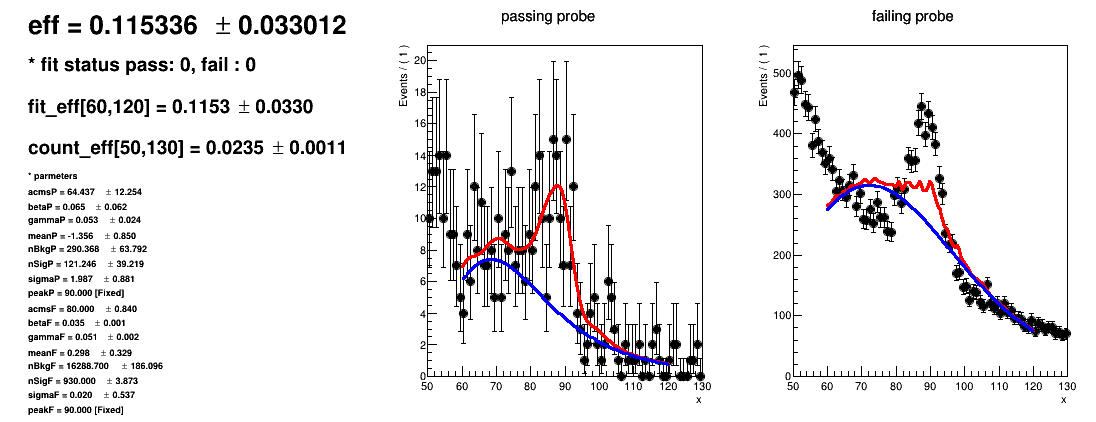 eff = 0.115336 ± 0.033012
* fit status pass: 0, fail : 0
fit_eff[60,120] = 0.1153 ± 0.0330
count_eff[50,130] = 0.0235 ± 0.0011
* parmeters
acmsP = 64.437 ± 12.254
betaP = 0.065 ± 0.062
gammaP = 0.053 ± 0.024
meanP = -1.356 ± 0.850
nBkgP = 290.368 ± 63.792
nSigP = 121.246 ± 39.219
sigmaP = 1.987 ± 0.881
peakP = 90.000 [Fixed]
acmsF = 80.000 ± 0.840
betaF = 0.035 ± 0.001
gammaF = 0.051 ± 0.002
meanF = 0.298 ± 0.329
nBkgF = 16288.700 ± 186.096
nSigF = 930.000 ± 3.873
sigmaF = 0.020 ± 0.537
peakF = 90.000 [Fixed]
passing probe
Events / ( 1 )
20
18
16
14
12
10
8
6
4
2
0
50 60 70 80 90 100 110 120 130
x
failing probe
Events / ( 1 )
500
400
300
200
100
0
50 60 70 80 90 100 110 120 130
x